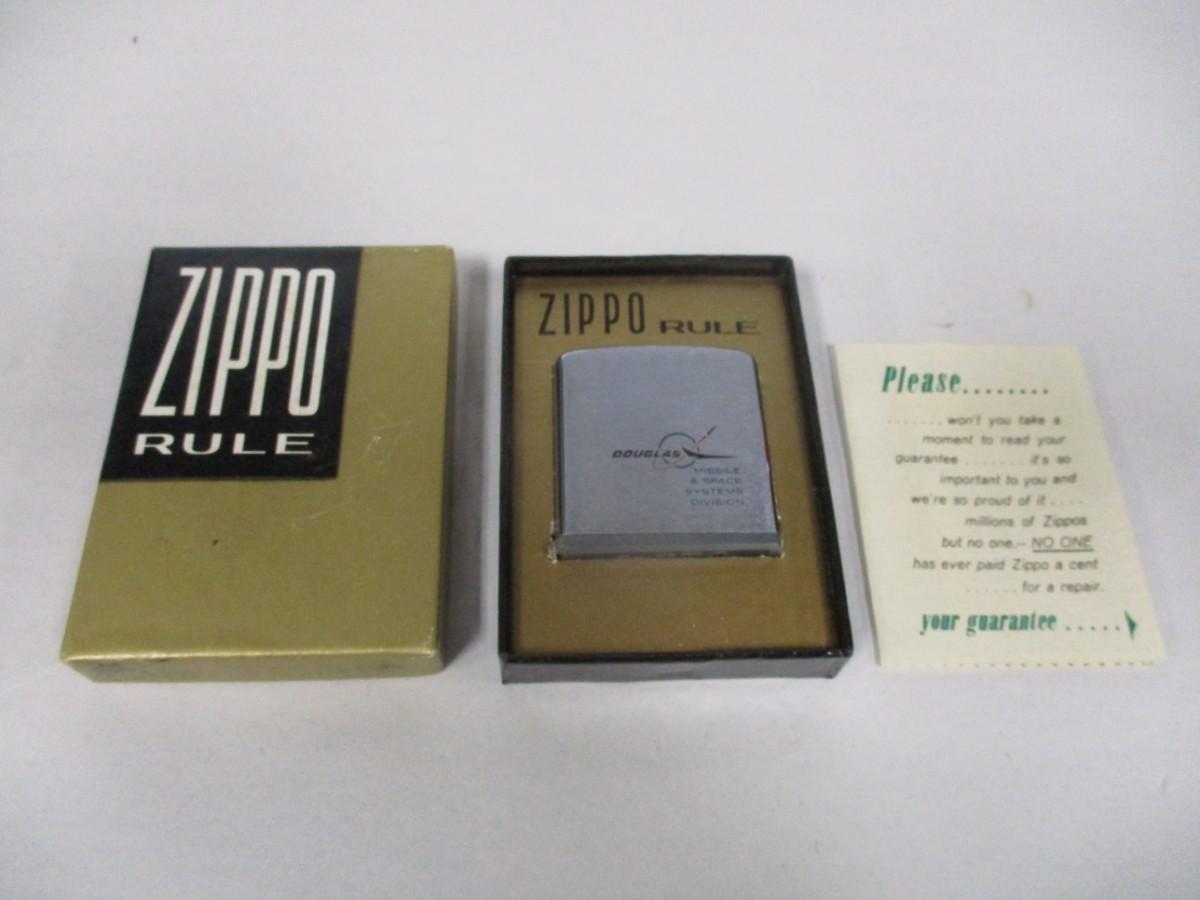 ZIPPO
RULE
ZIPPO RULE
DOUGLAS
MISSILE
& SPACE
SYSTEMS
DIVISION
Please........
.......won't you take a
moment to read your
guarantee ....... it's so
important to you and
we're so proud of it....
millions of Zippos
but no one.-- NO ONE
has ever paid Zippo a cent
......for a repair.
your guarantee .....